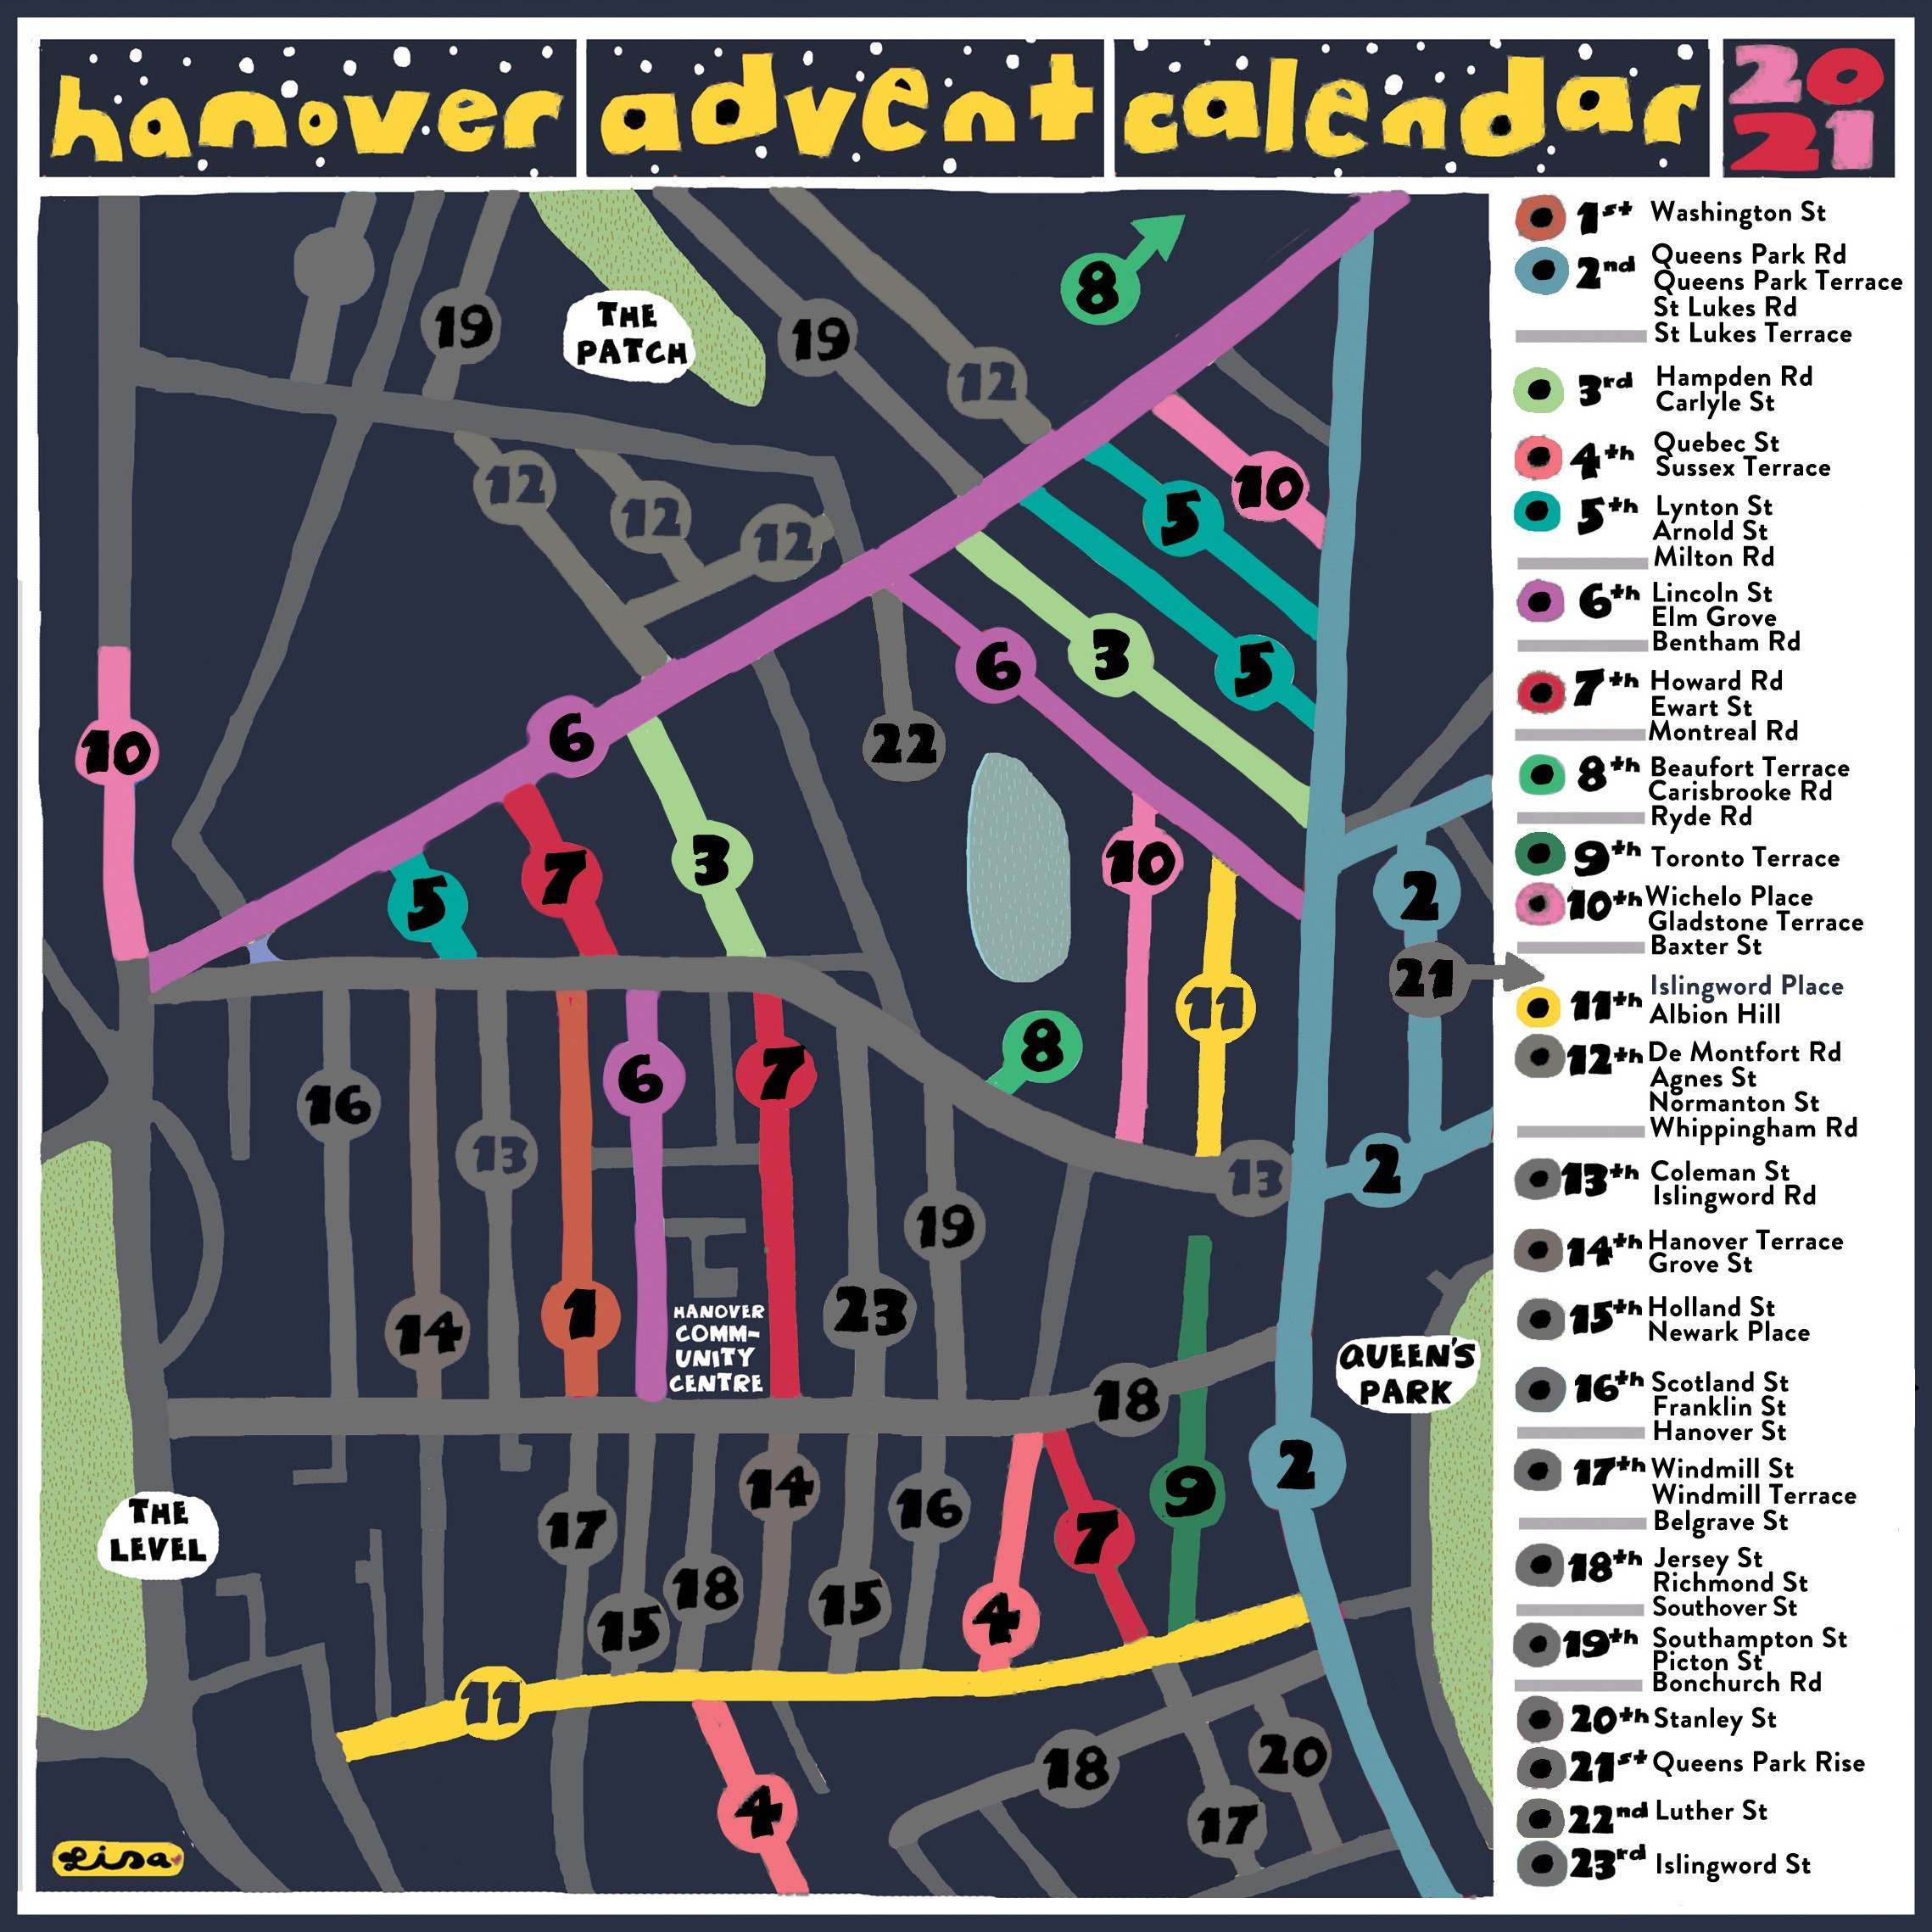 hanover advent calendar 20
21
8
19
THE
PATCH
19
12
12
12
12
10
5
10
6
6
3
5
22
5
7
3
10
2
11
21
8
16
6
7
13
13
2
19
14
1
HANOVER
COMM-
UNITY
CENTRE
23
18
QUEEN'S
PARK
THE
LEVEL
17
14
16
9
2
7
15
18
15
4
11
18
20
4
17
Lisa
1st Washington St
2nd Queens Park Rd
Queens Park Terrace
St Lukes Rd
St Lukes Terrace
3rd Hampden Rd
Carlyle St
4th Quebec St
Sussex Terrace
5th Lynton St
Arnold St
Milton Rd
6th Lincoln St
Elm Grove
Bentham Rd
7th Howard Rd
Ewart St
Montreal Rd
8th Beaufort Terrace
Carisbrooke Rd
Ryde Rd
9th Toronto Terrace
10th Wichelo Place
Gladstone Terrace
Baxter St
Islingword Place
11th Albion Hill
12th De Montfort Rd
Agnes St
Normanton St
Whippingham Rd
13th Coleman St
Islingword Rd
14th Hanover Terrace
Grove St
15th Holland St
Newark Place
16th Scotland St
Franklin St
Hanover St
17th Windmill St
Windmill Terrace
Belgrave St
18th Jersey St
Richmond St
Southover St
19th Southampton St
Picton St
Bonchurch Rd
20th Stanley St
21st Queens Park Rise
22nd Luther St
23rd Islingword St